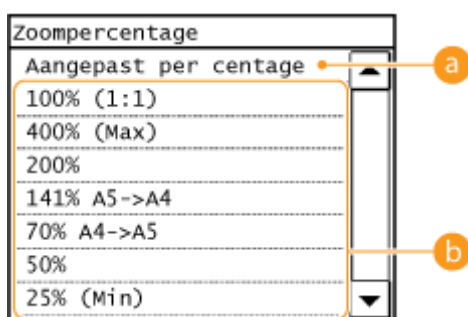 Zoompercentage
Aangepast per centage
a
100% (1:1)
400% (Max)
200%
141% A5->A4
70% A4->A5
b
50%
25% (Min)